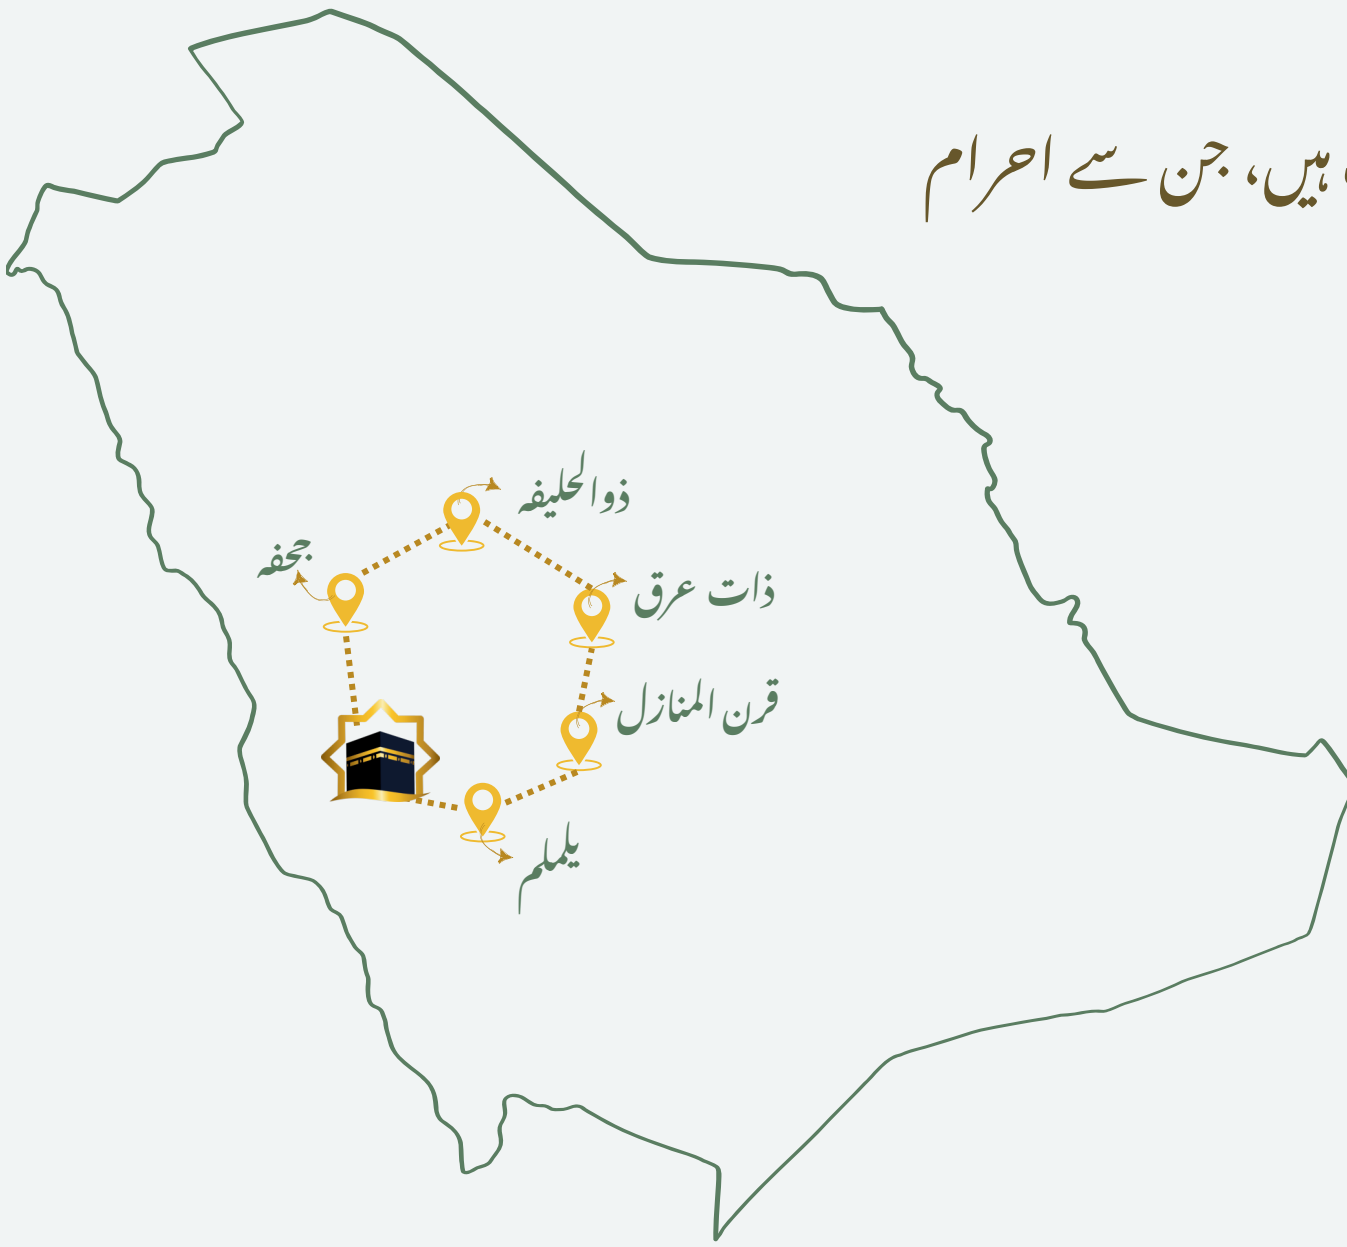 ہیں، جن سے احرام
ذوالحلیفہ
جحفہ
ذات عرق
قرن المنازل
یلملم